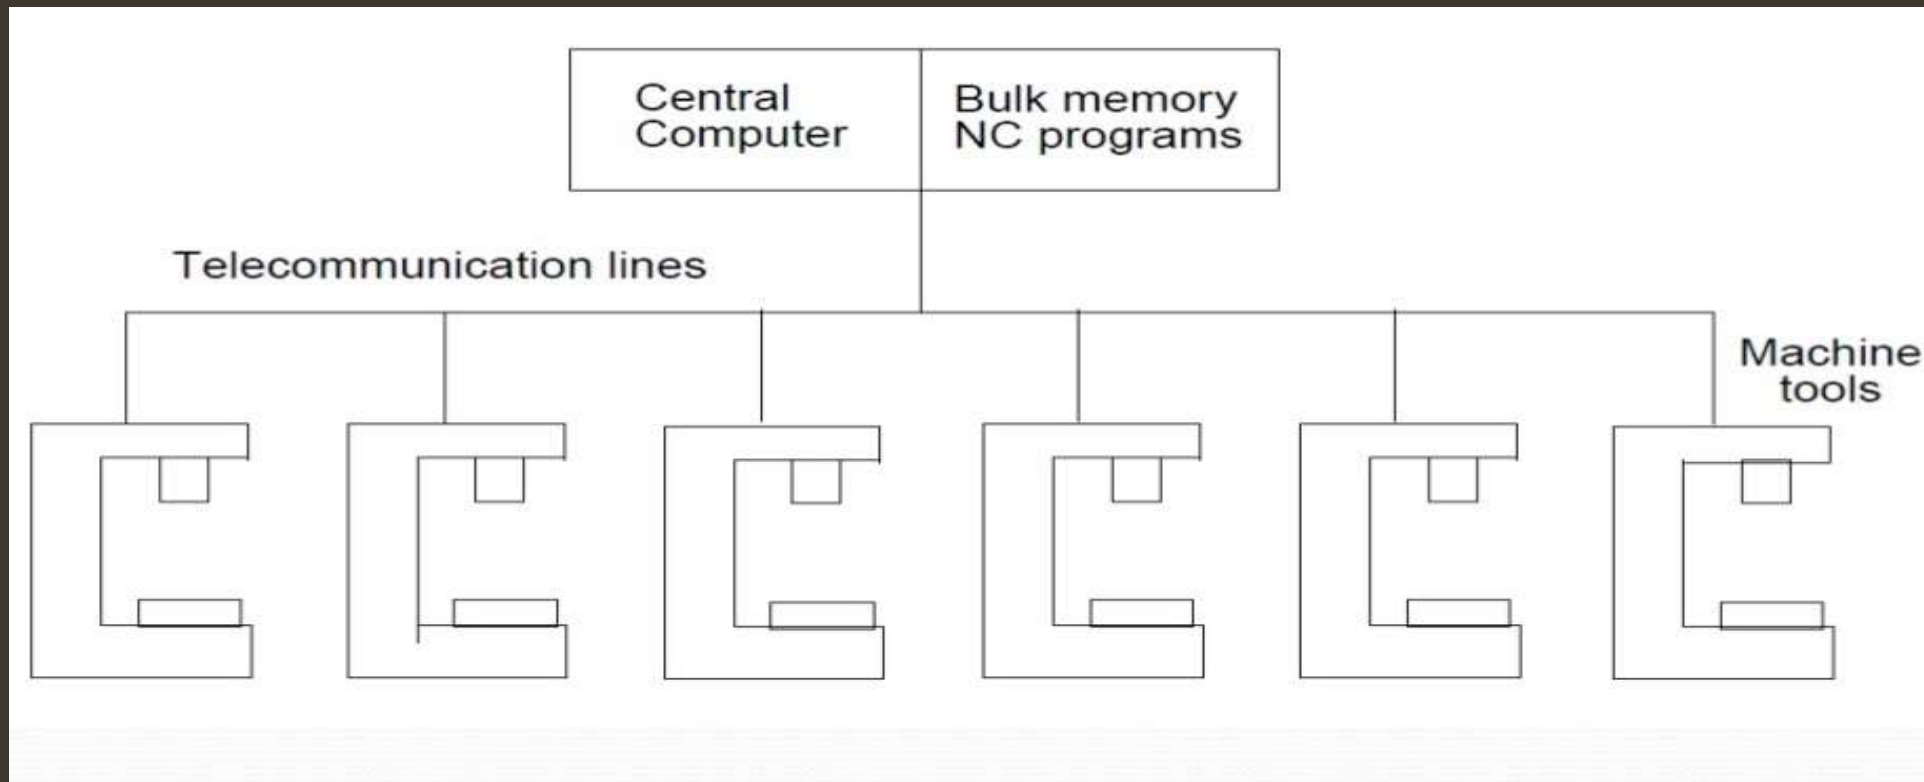 Central
Computer
Bulk memory
NC programs
Telecommunication lines
Machine
tools